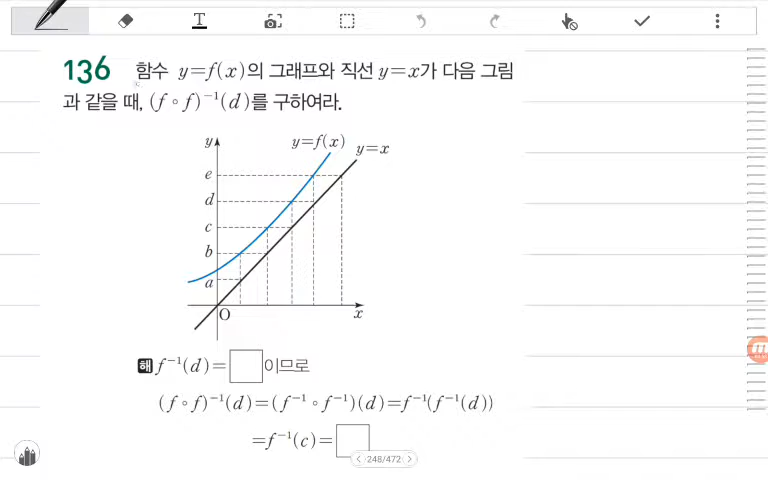 T
136 함수 y=f(x)의 그래프와 직선 y=x가 다음 그림
과 같을 때, (f∘f)⁻¹(d)를 구하여라.
y
y=f(x)
y=x
e
d
c
b
a
O
x
해 f⁻¹(d)=□이므로
(f∘f)⁻¹(d)=(f⁻¹∘f⁻¹)(d)=f⁻¹(f⁻¹(d))
=f⁻¹(c)=□
< 248/472 >